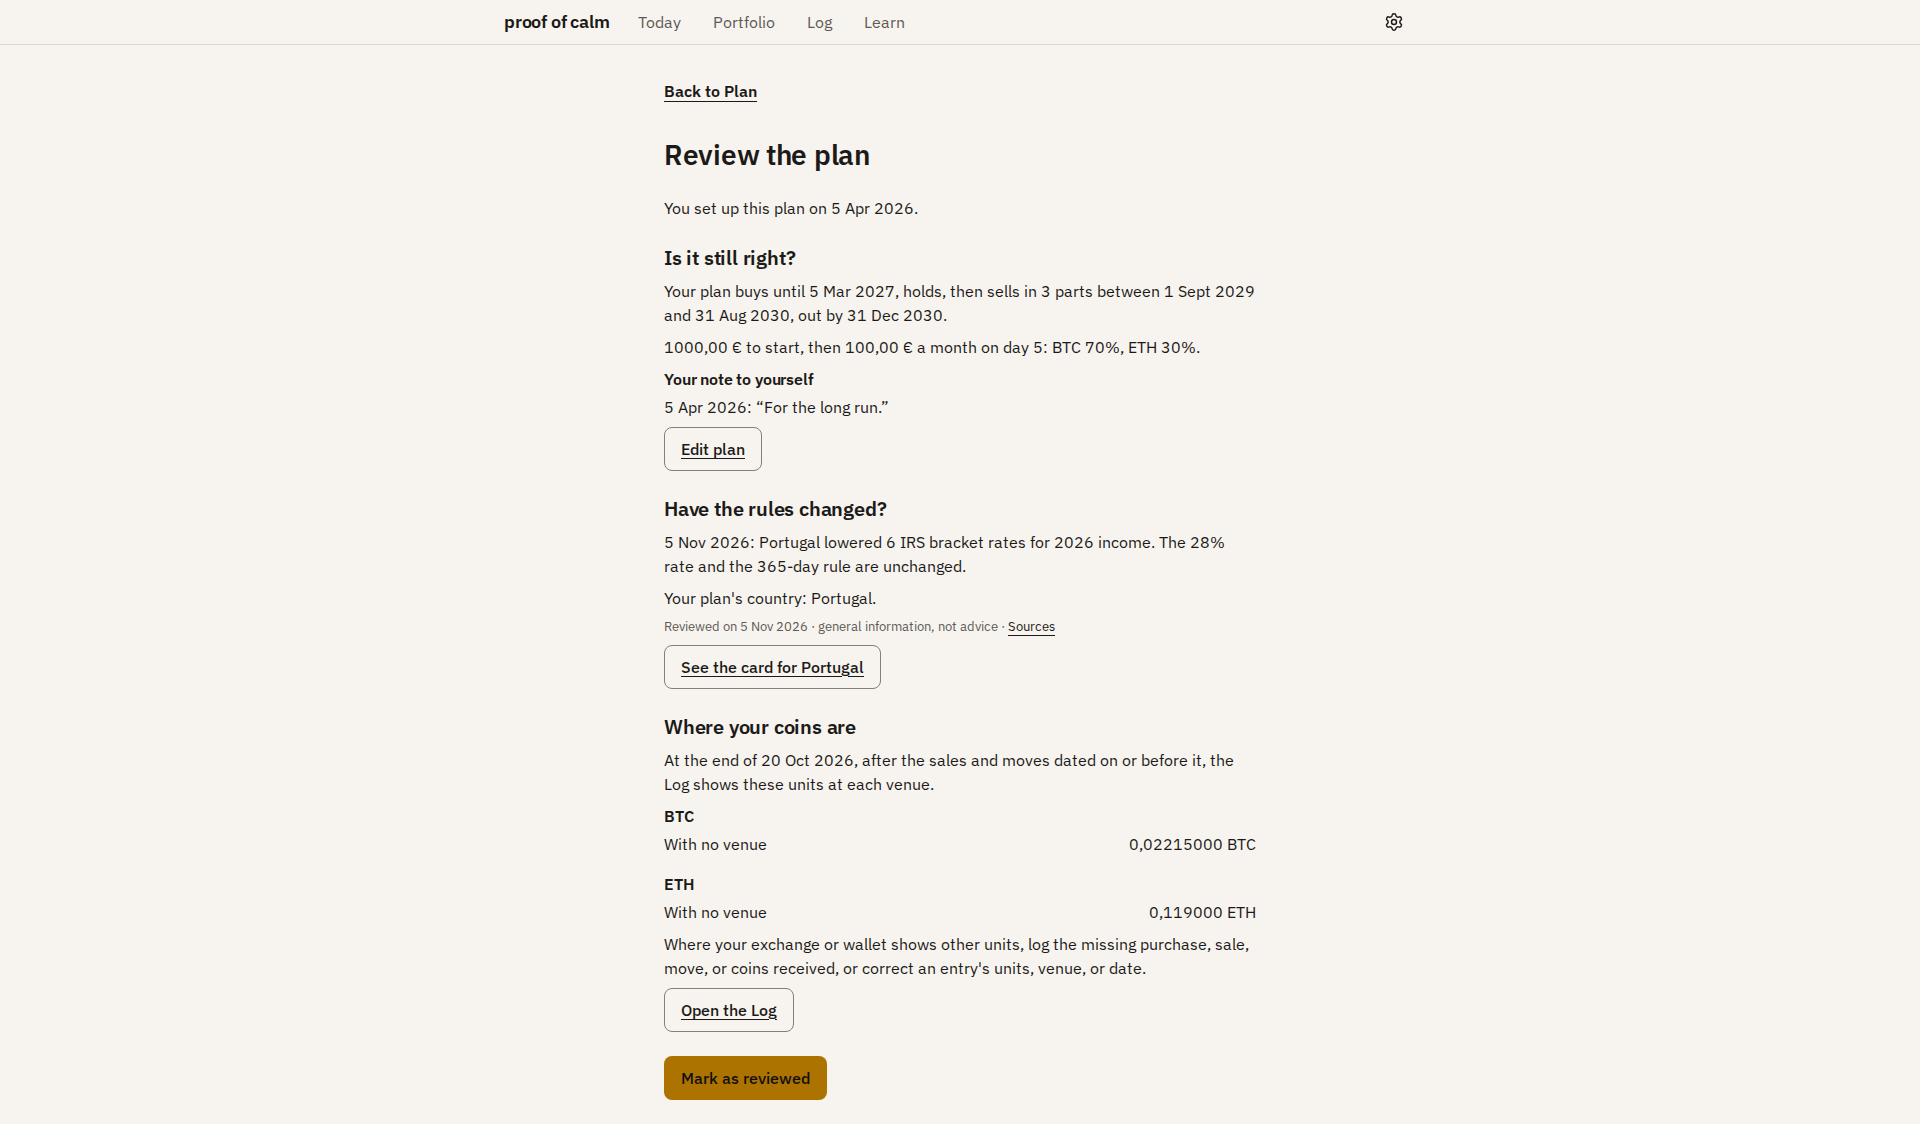 proof of calm Today Portfolio Log Learn
Back to Plan
Review the plan
You set up this plan on 5 Apr 2026.
Is it still right?
Your plan buys until 5 Mar 2027, holds, then sells in 3 parts between 1 Sept 2029
and 31 Aug 2030, out by 31 Dec 2030.
1000,00 € to start, then 100,00 € a month on day 5: BTC 70%, ETH 30%.
Your note to yourself
5 Apr 2026: “For the long run.”
Edit plan
Have the rules changed?
5 Nov 2026: Portugal lowered 6 IRS bracket rates for 2026 income. The 28%
rate and the 365-day rule are unchanged.
Your plan's country: Portugal.
Reviewed on 5 Nov 2026 · general information, not advice · Sources
See the card for Portugal
Where your coins are
At the end of 20 Oct 2026, after the sales and moves dated on or before it, the
Log shows these units at each venue.
BTC
With no venue 0,02215000 BTC
ETH
With no venue 0,119000 ETH
Where your exchange or wallet shows other units, log the missing purchase, sale,
move, or coins received, or correct an entry's units, venue, or date.
Open the Log
Mark as reviewed